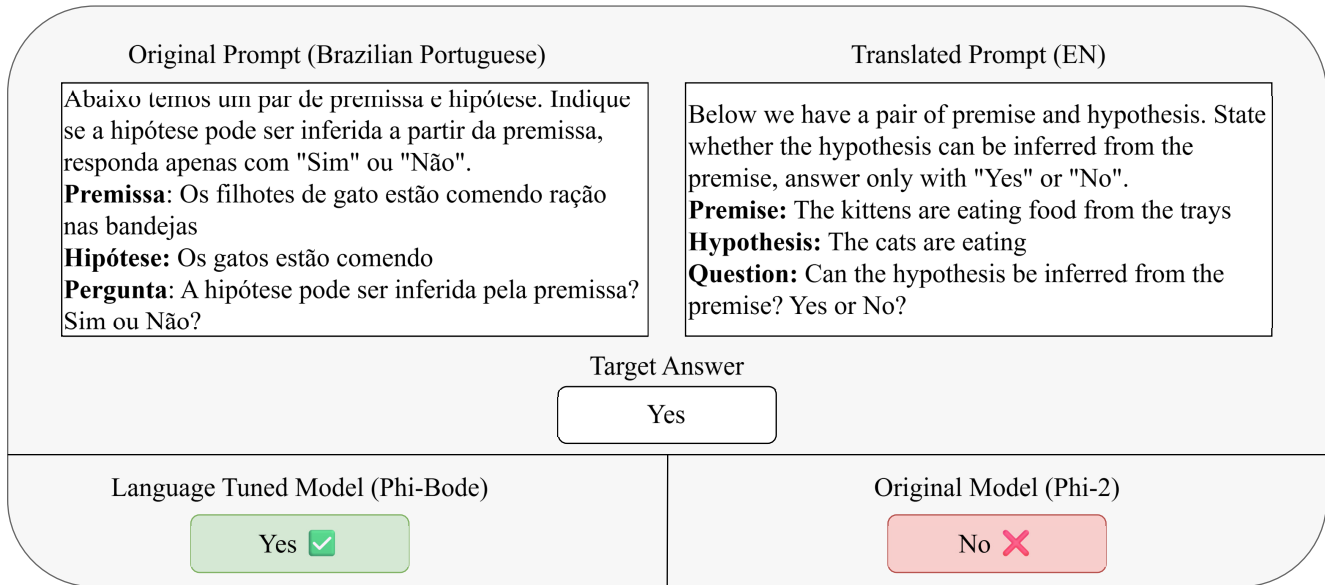 Original Prompt (Brazilian Portuguese)
Abaixo temos um par de premissa e hipótese. Indique
se a hipótese pode ser inferida a partir da premissa,
responda apenas com "Sim" ou "Não".
Premissa: Os filhotes de gato estão comendo ração
nas bandejas
Hipótese: Os gatos estão comendo
Pergunta: A hipótese pode ser inferida pela premissa?
Sim ou Não?
Translated Prompt (EN)
Below we have a pair of premise and hypothesis. State
whether the hypothesis can be inferred from the
premise, answer only with "Yes" or "No".
Premise: The kittens are eating food from the trays
Hypothesis: The cats are eating
Question: Can the hypothesis be inferred from the
premise? Yes or No?
Target Answer
Yes
Language Tuned Model (Phi-Bode)
Yes ✅
Original Model (Phi-2)
No ❌